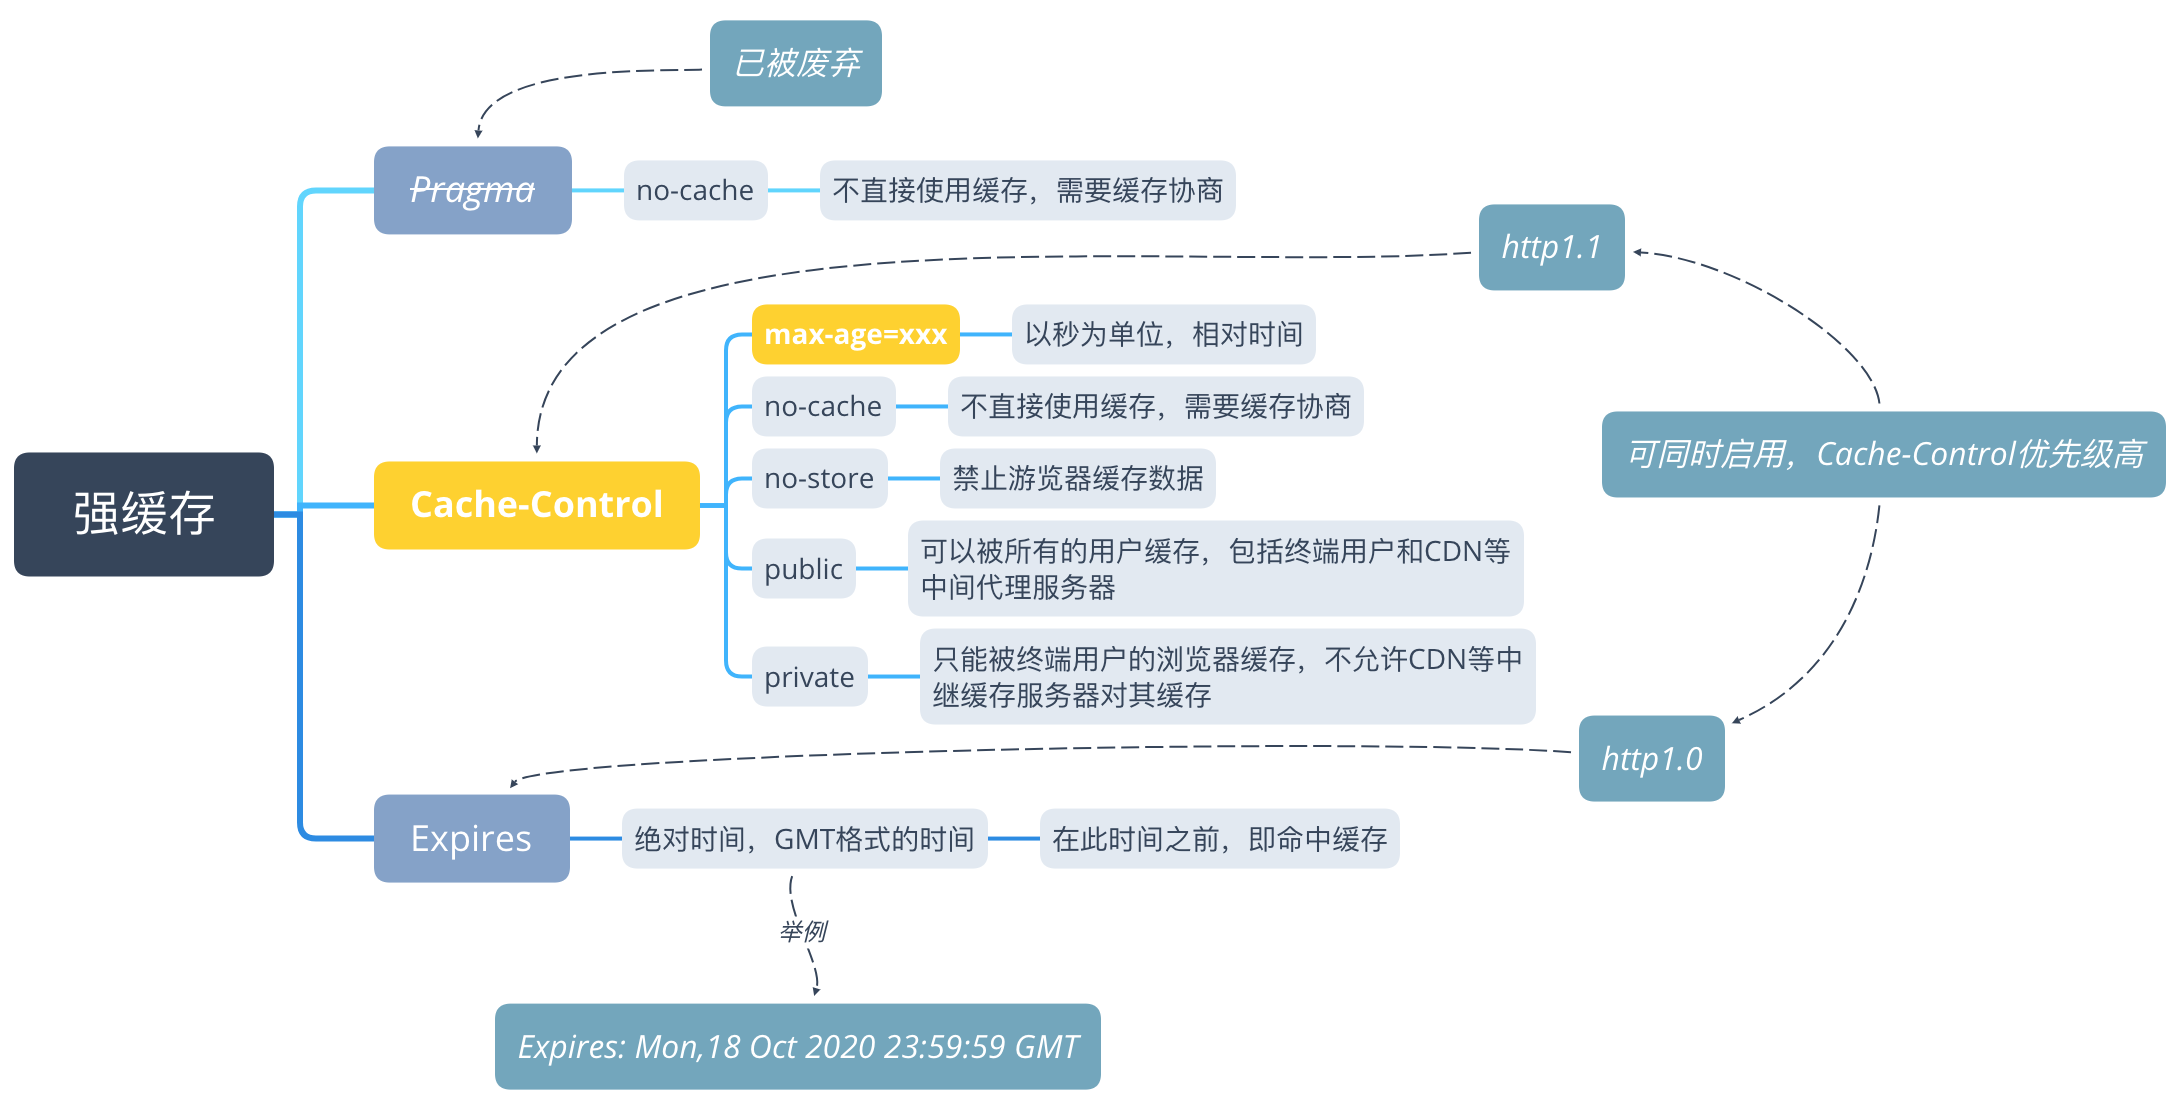 已被废弃
Pragma
no-cache
不直接使用缓存，需要缓存协商
http1.1
max-age=xxx
以秒为单位，相对时间
no-cache
不直接使用缓存，需要缓存协商
可同时启用，Cache-Control优先级高
no-store
禁止游览器缓存数据
强缓存
Cache-Control
public
可以被所有的用户缓存，包括终端用户和CDN等
中间代理服务器
private
只能被终端用户的浏览器缓存，不允许CDN等中
继缓存服务器对其缓存
http1.0
Expires
绝对时间，GMT格式的时间
在此时间之前，即命中缓存
举例
Expires: Mon,18 Oct 2020 23:59:59 GMT